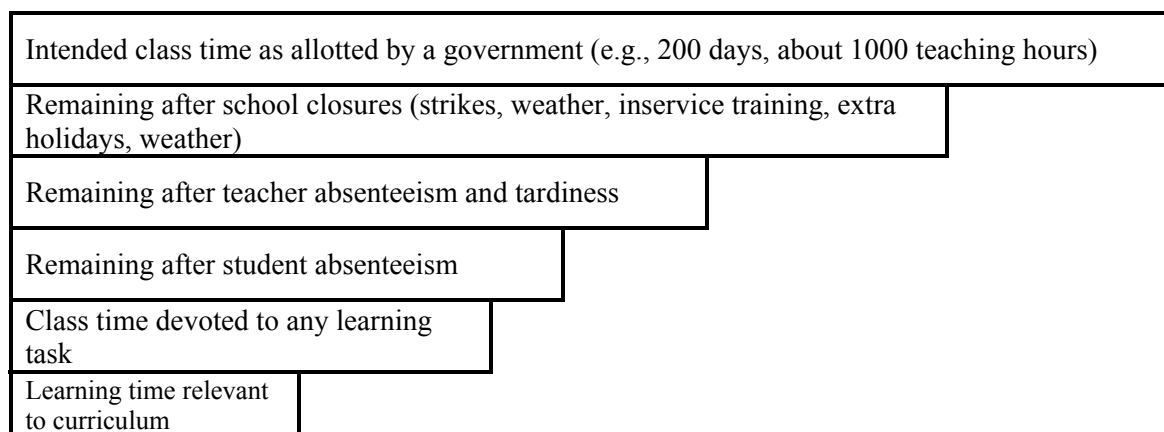 Intended class time as allotted by a government (e.g., 200 days, about 1000 teaching hours)
Remaining after school closures (strikes, weather, inservice training, extra
holidays, weather)
Remaining after teacher absenteeism and tardiness
Remaining after student absenteeism
Class time devoted to any learning
task
Learning time relevant
to curriculum